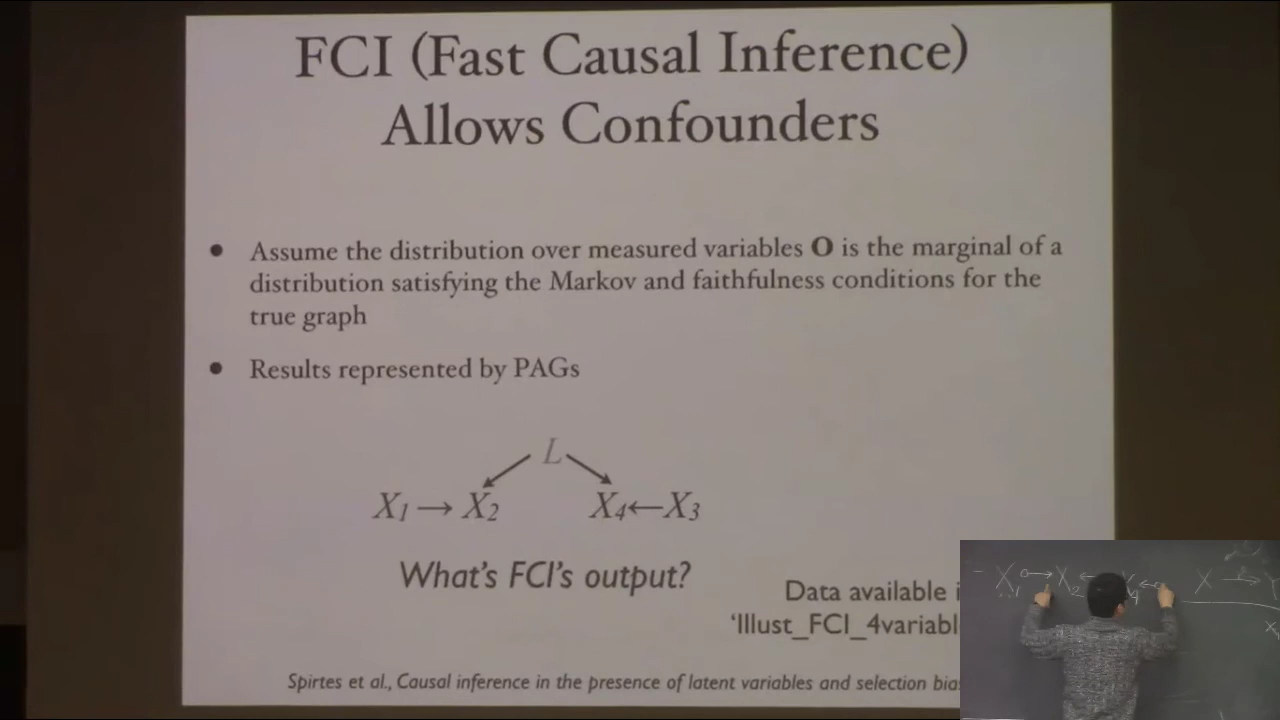 FCI (Fast Causal Inference)
Allows Confounders
• Assume the distribution over measured variables O is the marginal of a
distribution satisfying the Markov and faithfulness conditions for the
true graph
• Results represented by PAGs
L
X₁ → X₂ X₄ ← X₃
What's FCI's output?
Data available
'Illust_FCI_4variabl
Spirtes et al., Causal inference in the presence of latent variables and selection bia
X₁ o→ X₂
X →